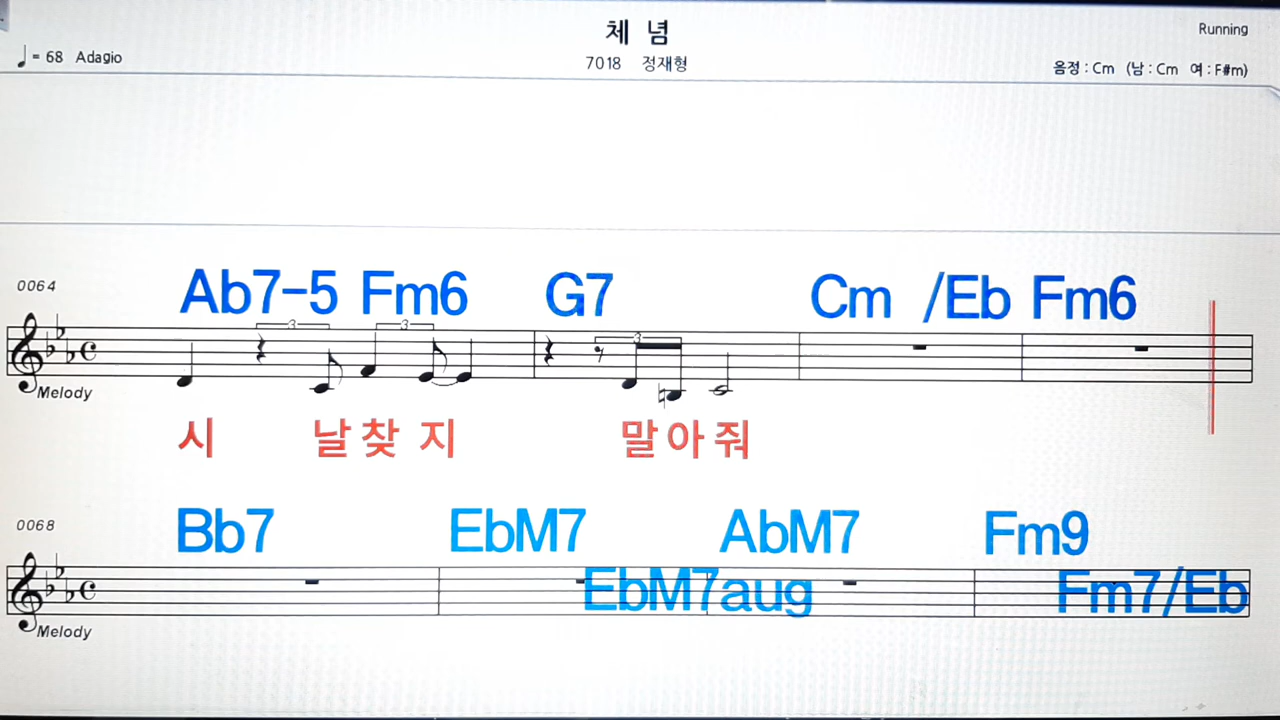 체 념
Running
♩= 68 Adagio
7018 정재형
음정 : Cm (남 : Cm 여 : F#m)
0064
Ab7-5 Fm6 G7 Cm /Eb Fm6
3 3 3
Melody
시 날 찾 지 말 아 줘
0068
Bb7 EbM7 AbM7 Fm9
EbM7aug Fm7/Eb
Melody